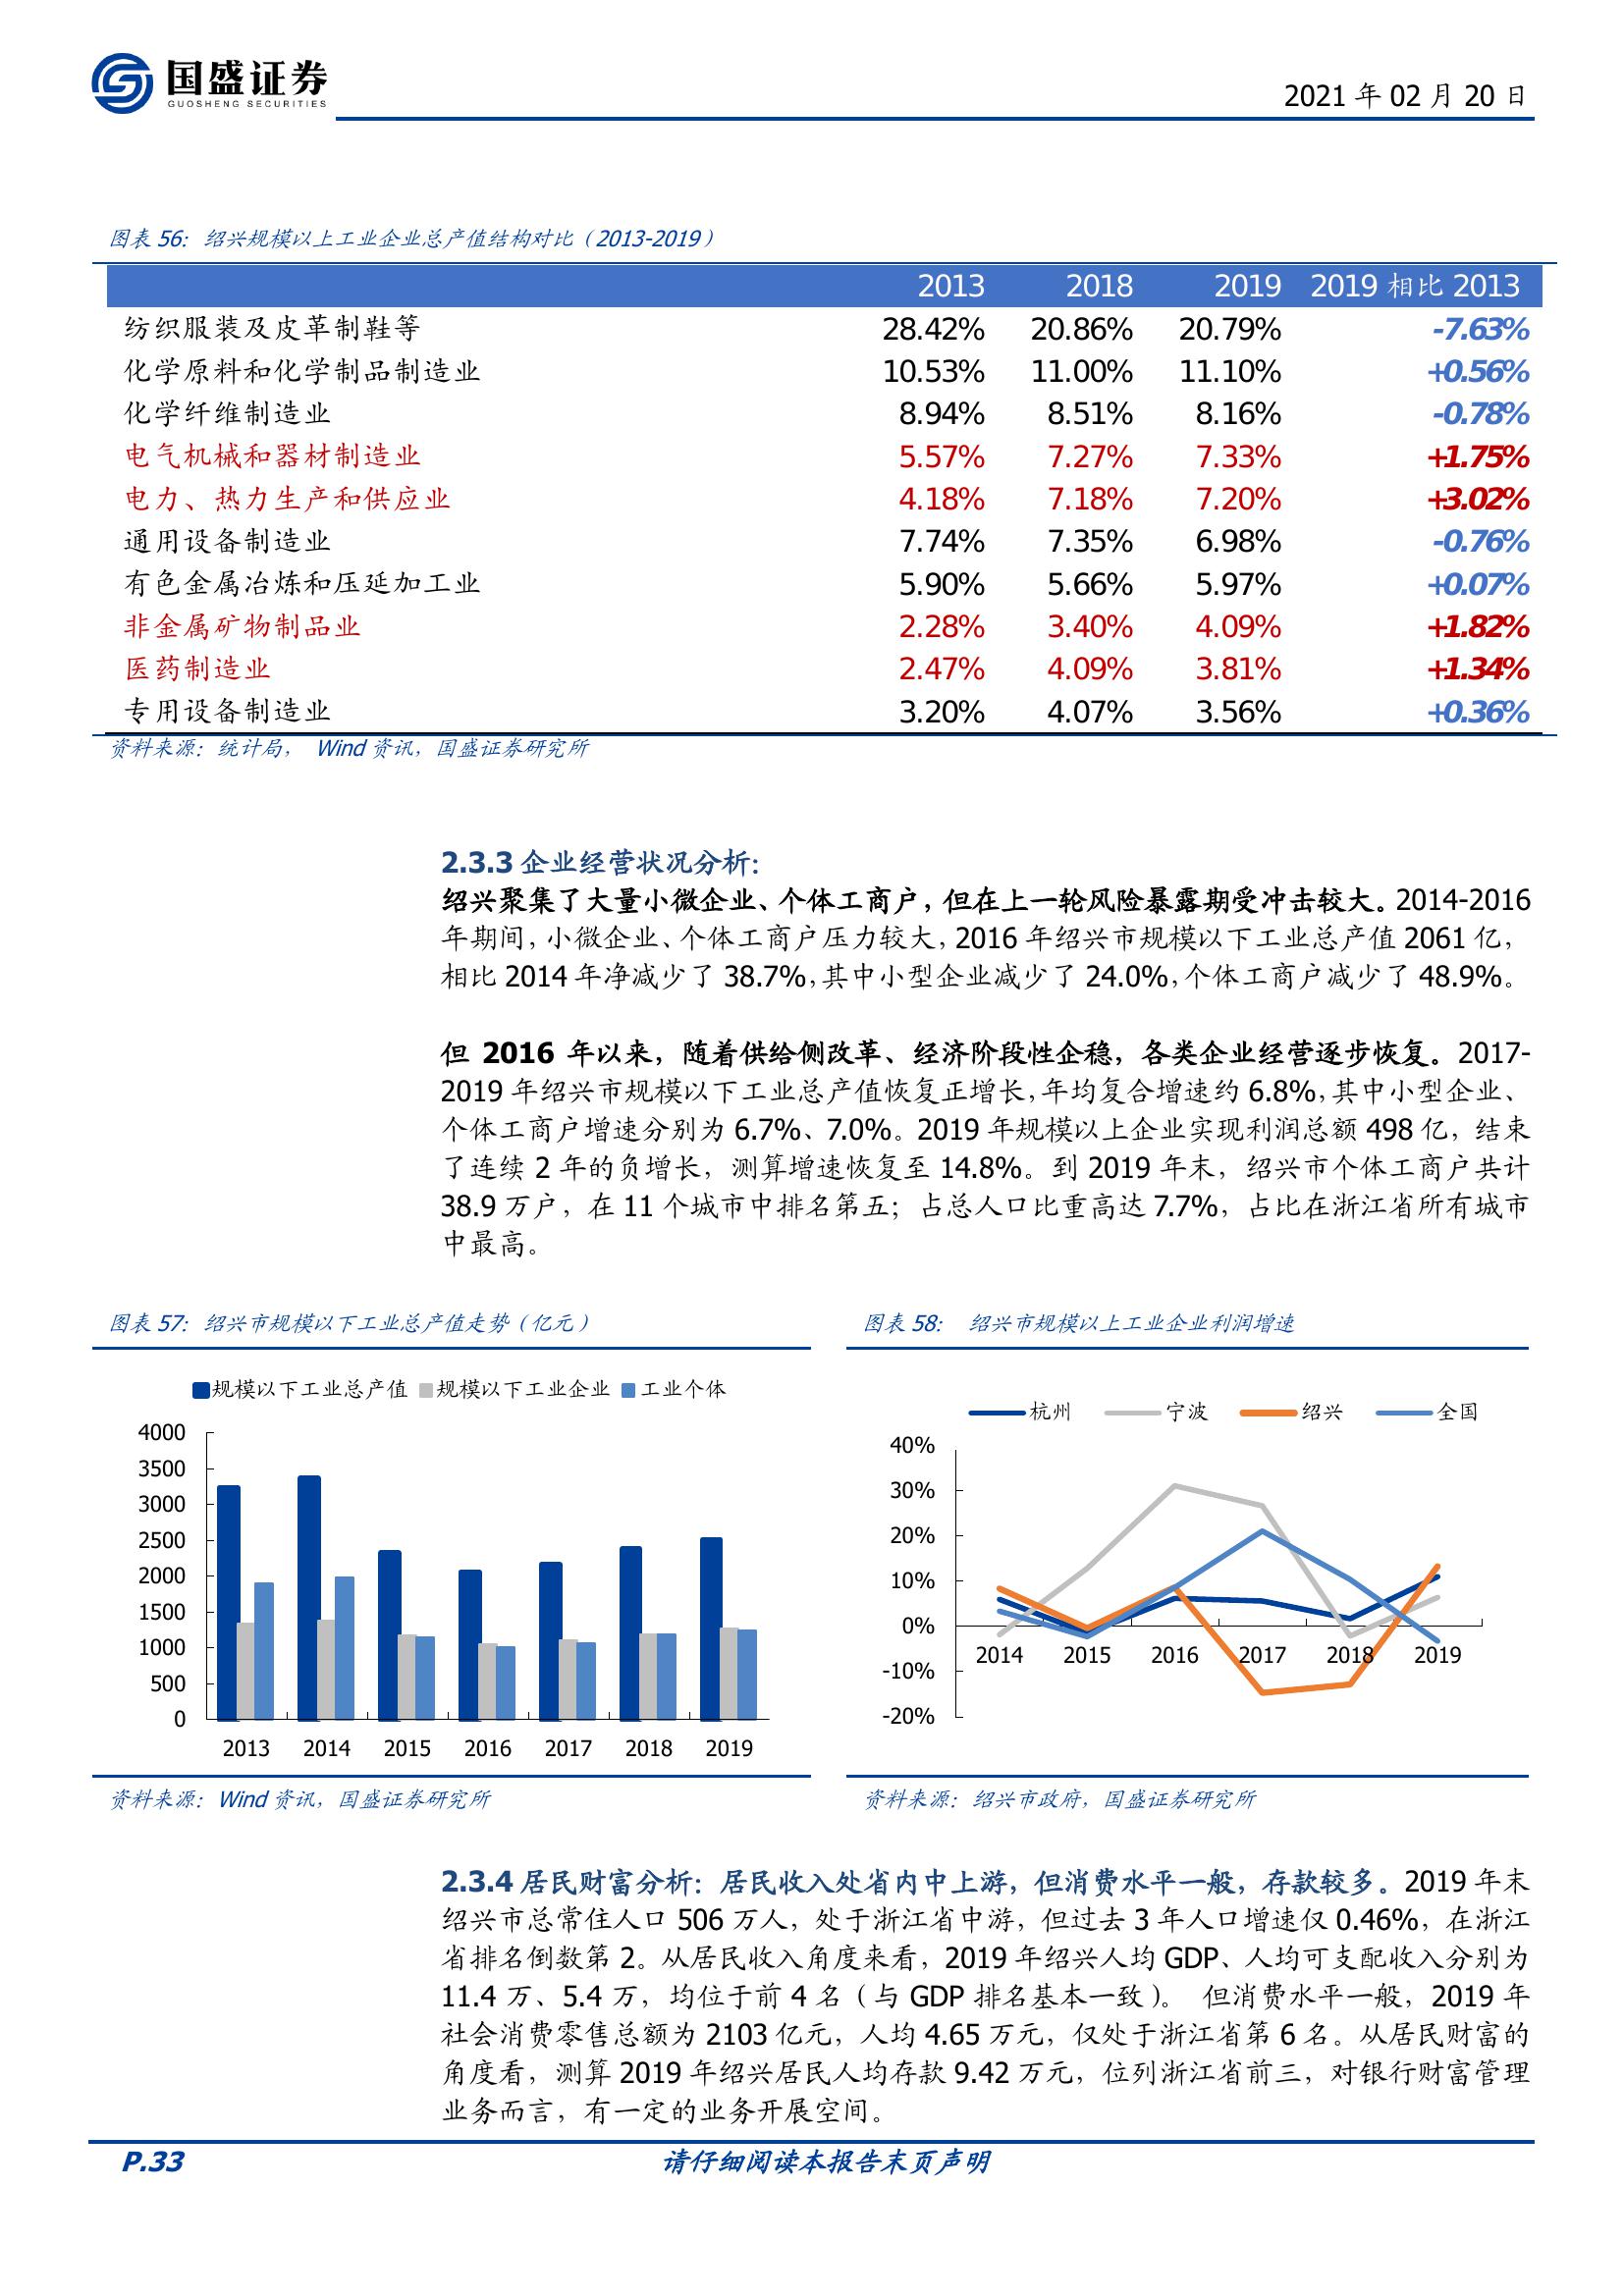 国盛证券
GUOSHENG SECURITIES
2021 年 02 月 20 日
图表 56：绍兴规模以上工业企业总产值结构对比（2013-2019）
2013 2018 2019 2019 相比 2013
纺织服装及皮革制鞋等 28.42% 20.86% 20.79% -7.63%
化学原料和化学制品制造业 10.53% 11.00% 11.10% +0.56%
化学纤维制造业 8.94% 8.51% 8.16% -0.78%
电气机械和器材制造业 5.57% 7.27% 7.33% +1.75%
电力、热力生产和供应业 4.18% 7.18% 7.20% +3.02%
通用设备制造业 7.74% 7.35% 6.98% -0.76%
有色金属冶炼和压延加工业 5.90% 5.66% 5.97% +0.07%
非金属矿物制品业 2.28% 3.40% 4.09% +1.82%
医药制造业 2.47% 4.09% 3.81% +1.34%
专用设备制造业 3.20% 4.07% 3.56% +0.36%
资料来源：统计局， Wind 资讯，国盛证券研究所
2.3.3 企业经营状况分析：
绍兴聚集了大量小微企业、个体工商户，但在上一轮风险暴露期受冲击较大。2014-2016
年期间，小微企业、个体工商户压力较大，2016 年绍兴市规模以下工业总产值 2061 亿，
相比 2014 年净减少了 38.7%，其中小型企业减少了 24.0%，个体工商户减少了 48.9%。
但 2016 年以来，随着供给侧改革、经济阶段性企稳，各类企业经营逐步恢复。2017-
2019 年绍兴市规模以下工业总产值恢复正增长，年均复合增速约 6.8%，其中小型企业、
个体工商户增速分别为 6.7%、7.0%。2019 年规模以上企业实现利润总额 498 亿，结束
了连续 2 年的负增长，测算增速恢复至 14.8%。到 2019 年末，绍兴市个体工商户共计
38.9 万户，在 11 个城市中排名第五；占总人口比重高达 7.7%，占比在浙江省所有城市
中最高。
图表 57：绍兴市规模以下工业总产值走势（亿元）
规模以下工业总产值 规模以下工业企业 工业个体
4000
3500
3000
2500
2000
1500
1000
500
0
2013 2014 2015 2016 2017 2018 2019
资料来源：Wind 资讯，国盛证券研究所
图表 58： 绍兴市规模以上工业企业利润增速
杭州 宁波 绍兴 全国
40%
30%
20%
10%
0%
-10%
-20%
2014 2015 2016 2017 2018 2019
资料来源：绍兴市政府，国盛证券研究所
2.3.4 居民财富分析：居民收入处省内中上游，但消费水平一般，存款较多。2019 年末
绍兴市总常住人口 506 万人，处于浙江省中游，但过去 3 年人口增速仅 0.46%，在浙江
省排名倒数第 2。从居民收入角度来看，2019 年绍兴人均 GDP、人均可支配收入分别为
11.4 万、5.4 万，均位于前 4 名（与 GDP 排名基本一致）。 但消费水平一般，2019 年
社会消费零售总额为 2103 亿元，人均 4.65 万元，仅处于浙江省第 6 名。从居民财富的
角度看，测算 2019 年绍兴居民人均存款 9.42 万元，位列浙江省前三，对银行财富管理
业务而言，有一定的业务开展空间。
P.33 请仔细阅读本报告末页声明